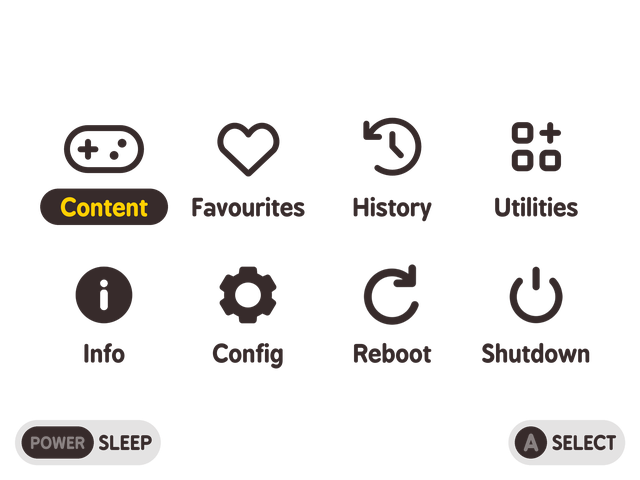 Content Favourites History Utilities
Info Config Reboot Shutdown
POWER SLEEP A SELECT